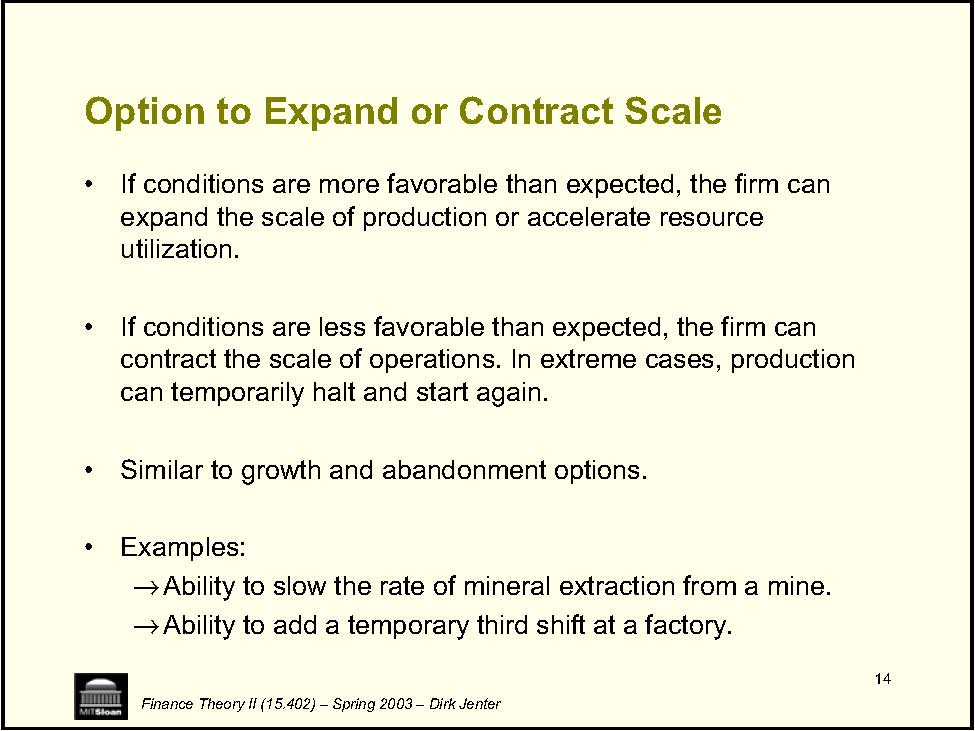 Option to Expand or Contract Scale
• If conditions are more favorable than expected, the firm can
expand the scale of production or accelerate resource
utilization.
• If conditions are less favorable than expected, the firm can
contract the scale of operations. In extreme cases, production
can temporarily halt and start again.
• Similar to growth and abandonment options.
• Examples:
→Ability to slow the rate of mineral extraction from a mine.
→Ability to add a temporary third shift at a factory.
14
MITSloan
Finance Theory II (15.402) – Spring 2003 – Dirk Jenter